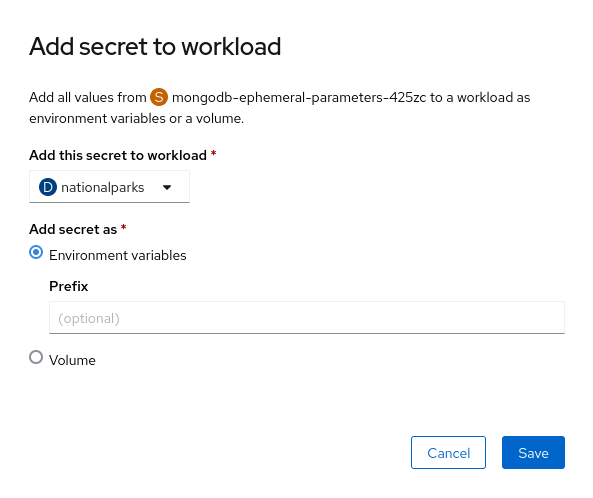 Add secret to workload
Add all values from S mongodb-ephemeral-parameters-425zc to a workload as
environment variables or a volume.
Add this secret to workload *
D nationalparks
Add secret as *
Environment variables
Prefix
(optional)
Volume
Cancel Save